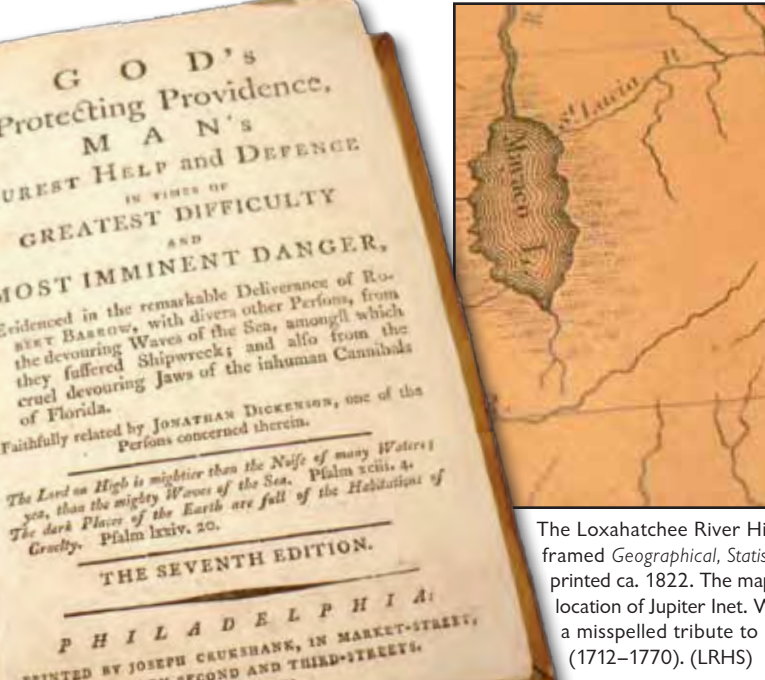 GOD's
Protecting Providence,
MAN's
SUREST HELP and DEFENCE
IN TIMES OF
GREATEST DIFFICULTY
AND
MOST IMMINENT DANGER,
Evidenced in the remarkable Deliverance of Ro-
BERT BARROW, with divers other Perſons, from
the devouring Waves of the Sea, amongſt which
they ſuffered Shipwreck; and alſo from the
cruel devouring Jaws of the inhuman Cannibals
of Florida.
Faithfully related by JONATHAN DICKENSON, one of the
Perſons concerned therein.
The Lord on High is mightier than the Noiſe of many Waters;
yea, than the mighty Waves of the Sea. Pſalm xciii. 4.
The dark Places of the Earth are full of the Habitations of
Cruelty. Pſalm lxxiv. 20.
THE SEVENTH EDITION.
PHILADELPHIA:
PRINTED BY JOSEPH CRUKSHANK, IN MARKET-STREET,
SECOND AND THIRD-STREETS.
St. Lucia R.
Mayaco L.
The Loxahatchee River Hi
framed Geographical, Statis
printed ca. 1822. The map
location of Jupiter Inet. W
a misspelled tribute to
(1712–1770). (LRHS)